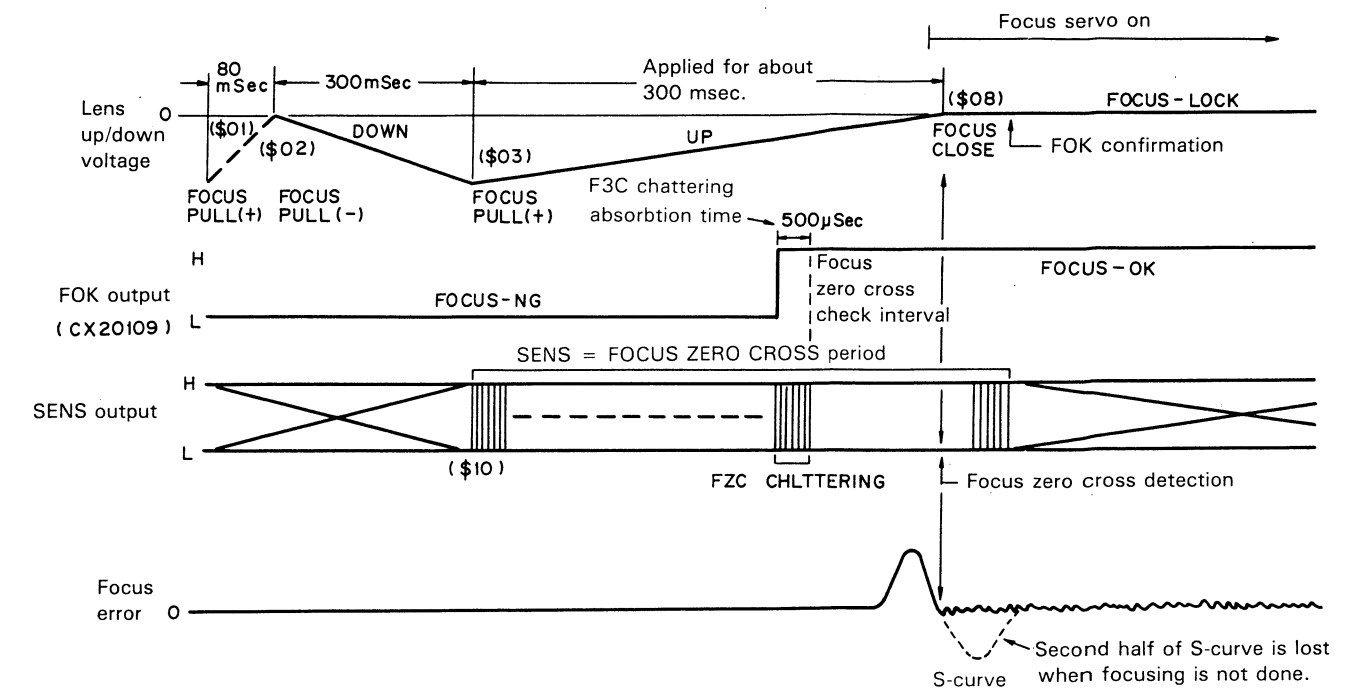 Focus servo on
80
mSec
300mSec
Applied for about
300 msec.
Lens
up/down
voltage
0
($01)
($02)
DOWN
($03)
UP
($08)
FOCUS-LOCK
FOCUS
CLOSE
FOK confirmation
FOCUS
PULL(+)
FOCUS
PULL(-)
FOCUS
PULL(+)
F3C chattering
absorbtion time
500μSec
H
FOK output
(CX20109)
L
FOCUS-NG
Focus
zero cross
check interval
FOCUS-OK
SENS = FOCUS ZERO CROSS period
H
SENS output
L
($10)
FZC CHLTTERING
Focus zero cross detection
Focus
error
0
Second half of S-curve is lost
when focusing is not done.
S-curve